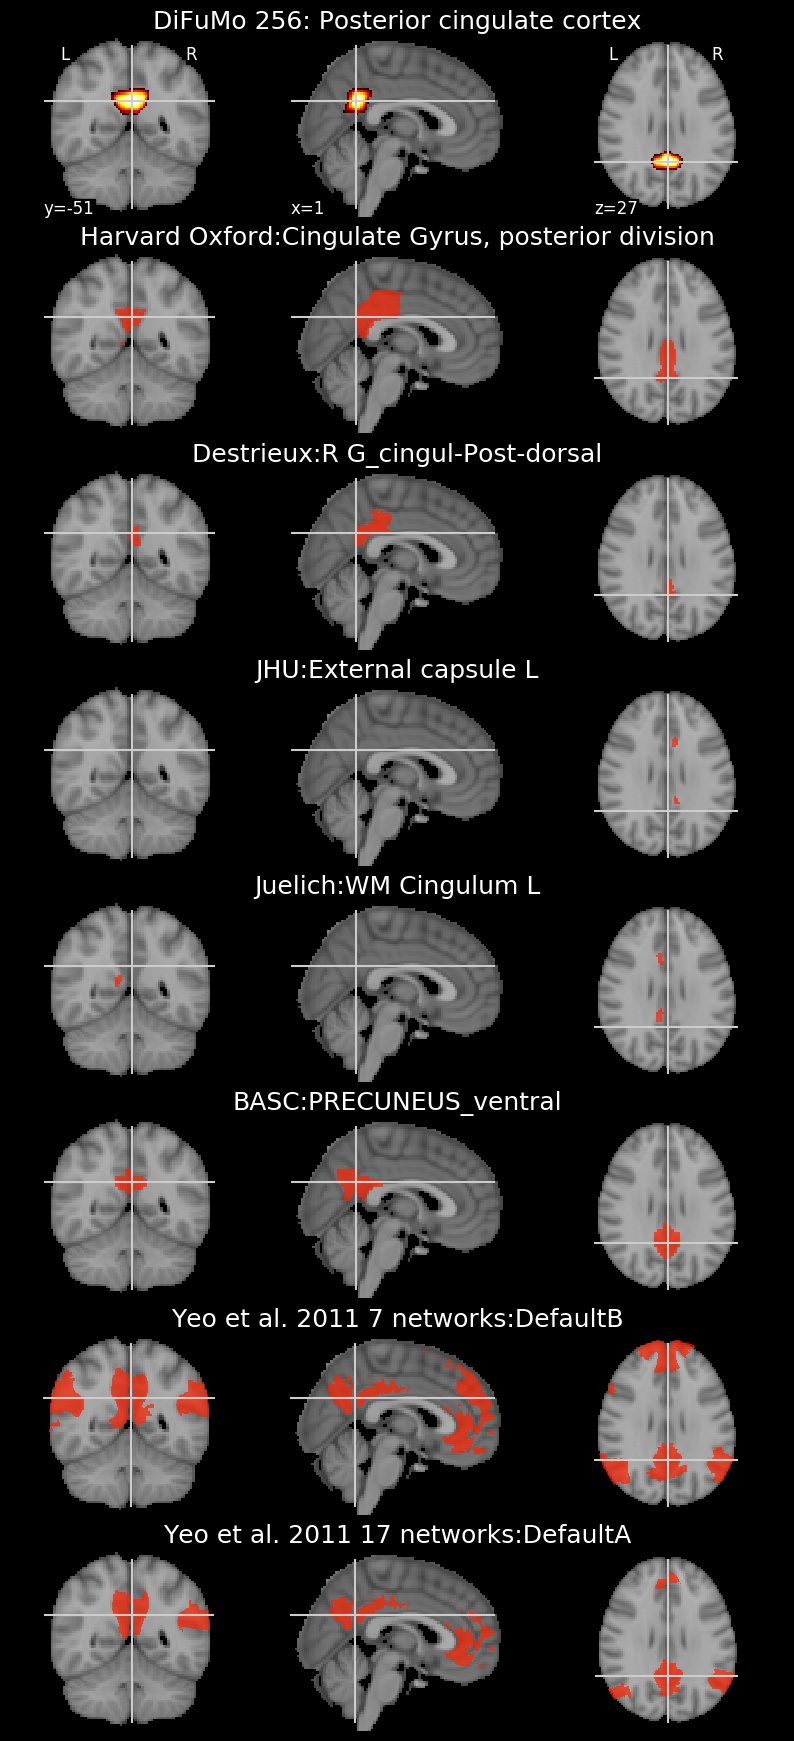 DiFuMo 256: Posterior cingulate cortex
L R L R
y=-51 x=1 z=27
Harvard Oxford:Cingulate Gyrus, posterior division
Destrieux:R G_cingul-Post-dorsal
JHU:External capsule L
Juelich:WM Cingulum L
BASC:PRECUNEUS_ventral
Yeo et al. 2011 7 networks:DefaultB
Yeo et al. 2011 17 networks:DefaultA